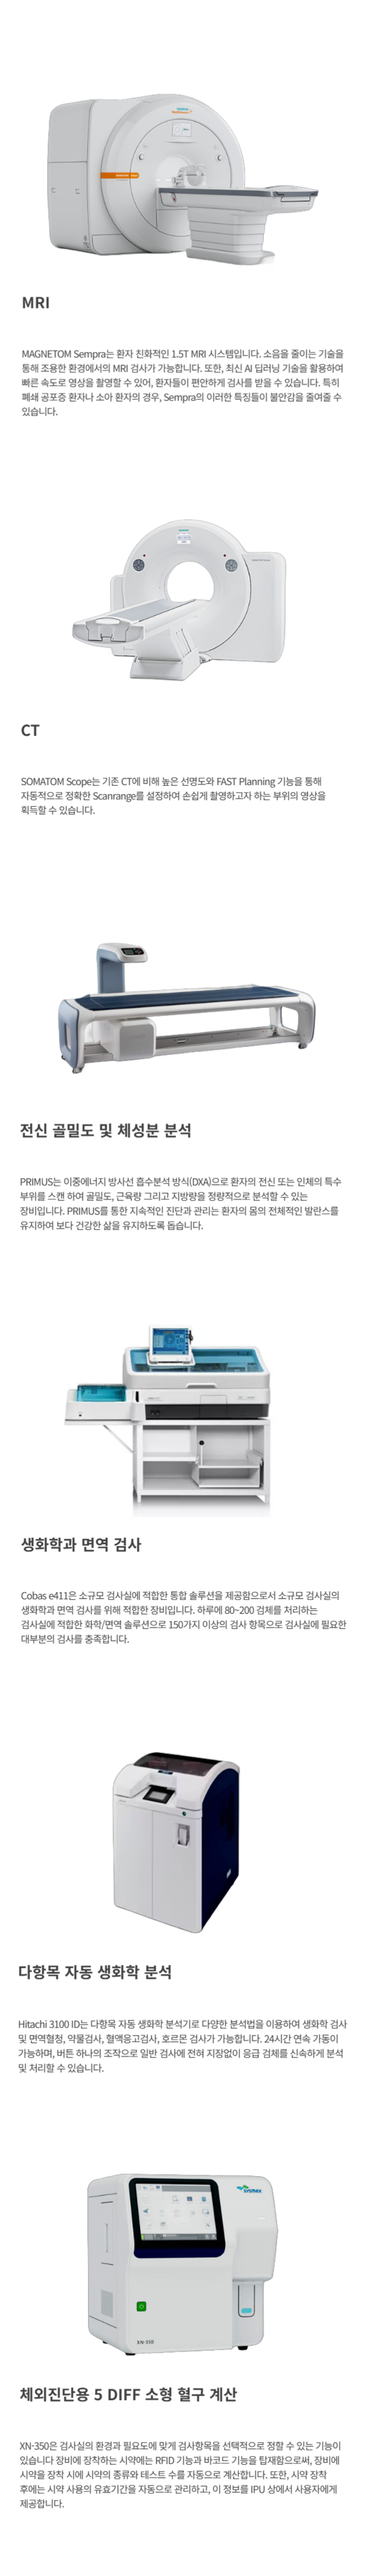 MRI
MAGNETOM Sempra는 환자 친화적인 1.5T MRI 시스템입니다. 소음을 줄이는 기술을
통해 조용한 환경에서의 MRI 검사가 가능합니다. 또한, 최신 AI 딥러닝 기술을 활용하여
빠른 속도로 영상을 촬영할 수 있어, 환자들이 편안하게 검사를 받을 수 있습니다. 특히
폐쇄 공포증 환자나 소아 환자의 경우, Sempra의 이러한 특징들이 불안감을 줄여줄 수
있습니다.
CT
SOMATOM Scope는 기존 CT에 비해 높은 선명도와 FAST Planning 기능을 통해
자동적으로 정확한 Scanrange를 설정하여 손쉽게 촬영하고자 하는 부위의 영상을
획득할 수 있습니다.
전신 골밀도 및 체성분 분석
PRIMUS는 이중에너지 방사선 흡수분석 방식(DXA)으로 환자의 전신 또는 인체의 특수
부위를 스캔 하여 골밀도, 근육량 그리고 지방량을 정량적으로 분석할 수 있는
장비입니다. PRIMUS를 통한 지속적인 진단과 관리는 환자의 몸의 전체적인 발란스를
유지하여 보다 건강한 삶을 유지하도록 돕습니다.
생화학과 면역 검사
Cobas e411은 소규모 검사실에 적합한 통합 솔루션을 제공함으로서 소규모 검사실의
생화학과 면역 검사를 위해 적합한 장비입니다. 하루에 80~200 검체를 처리하는
검사실에 적합한 화학/면역 솔루션으로 150가지 이상의 검사 항목으로 검사실에 필요한
대부분의 검사를 충족합니다.
다항목 자동 생화학 분석
Hitachi 3100 ID는 다항목 자동 생화학 분석기로 다양한 분석법을 이용하여 생화학 검사
및 면역혈청, 약물검사, 혈액응고검사, 호르몬 검사가 가능합니다. 24시간 연속 가동이
가능하며, 버튼 하나의 조작으로 일반 검사에 전혀 지장없이 응급 검체를 신속하게 분석
및 처리할 수 있습니다.
sysmex
XN-350
체외진단용 5 DIFF 소형 혈구 계산
XN-350은 검사실의 환경과 필요도에 맞게 검사항목을 선택적으로 정할 수 있는 기능이
있습니다 장비에 장착하는 시약에는 RFID 기능과 바코드 기능을 탑재함으로써, 장비에
시약을 장착 시에 시약의 종류와 테스트 수를 자동으로 계산합니다. 또한, 시약 장착
후에는 시약 사용의 유효기간을 자동으로 관리하고, 이 정보를 IPU 상에서 사용자에게
제공합니다.